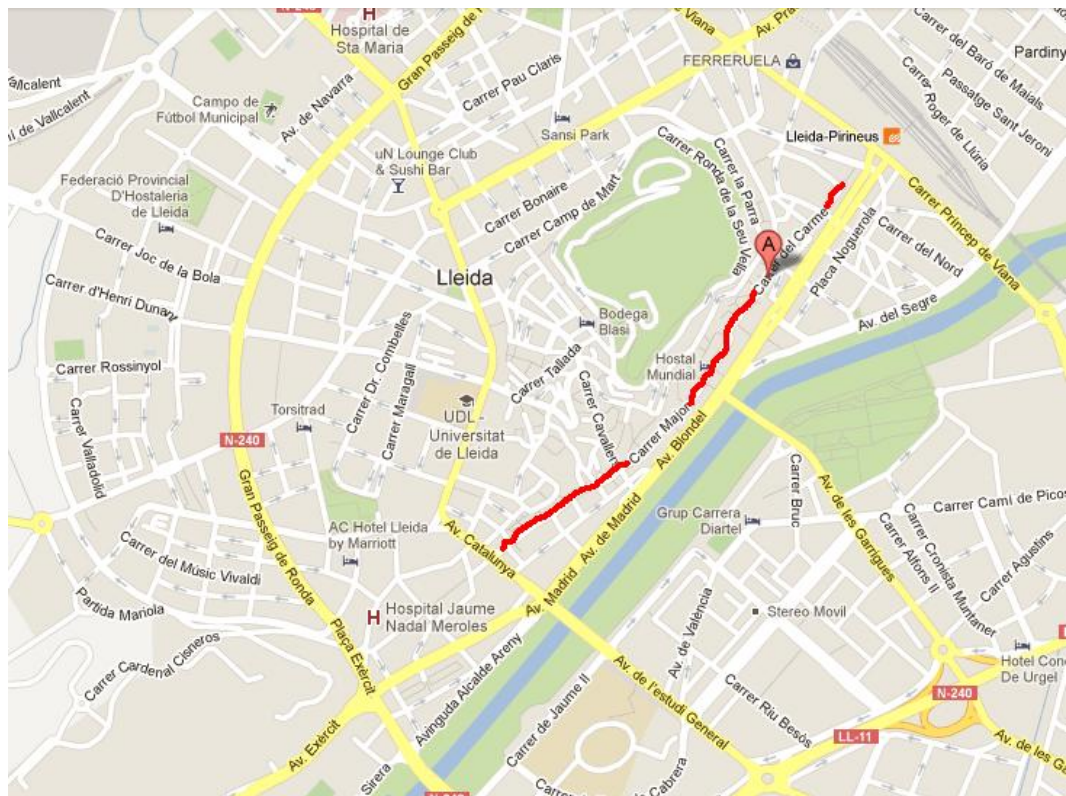 H
Hospital de
Sta Maria
Gran Passeig de
Viana
Av. Pra
FERRERUELA
Carrer del Baró de Maials
Pardiny
Passatge Sant Jeroni
Carrer Roger de Llúria
Vallcalent
ní de Vallcalent
Campo de
Fútbol Municipal
Av. de Navarra
Carrer Pau Claris
Sansi Park
uN Lounge Club
& Sushi Bar
Lleida-Pirineus
Carrer la Parra
Carrer Ronda de la Seu Vella
Carrer Príncep de Viana
Federació Provincial
D'Hostaleria
de Lleida
Carrer Bonaire
Carrer Camp de Mart
Carrer Joc de la Bola
Carrer d'Henri Dunant
Lleida
A
Carrer del Carme
Plaça Noguerola
Carrer del Nord
Av. del Segre
Bodega
Blasi
Carrer Dr. Combelles
Carrer Maragall
Carrer Tallada
Carrer Cavallers
Hostal
Mundial
Carrer Rossinyol
Torsitrad
Carrer Valladolid
N-240
UDL -
Universitat
de Lleida
Carrer Major
Av. Blondel
Gran Passeig de Ronda
AC Hotel Lleida
by Marriott
Av. Catalunya
Av. de Madrid
Grup Carrera
Diartel
Carrer Bruc
Av. de les Garrigues
Carrer Camí de Picos
Carrer Alfons II
Carrer Cronista Muntaner
Carrer Agustins
Carrer del Músic Vivaldi
Partida Mariola
Carrer Cardenal Cisneros
H
Hospital Jaume
Nadal Meroles
Av. Madrid
Stereo Movil
Av. de València
Plaça Exèrcit
Avinguda Alcalde Areny
Carrer de Jaume II
Av. de l'estudi General
Carrer Riu Besòs
Hotel Conc
De Urgel
N-240
LL-11
Av. de les
Av. Exèrcit
Sirera